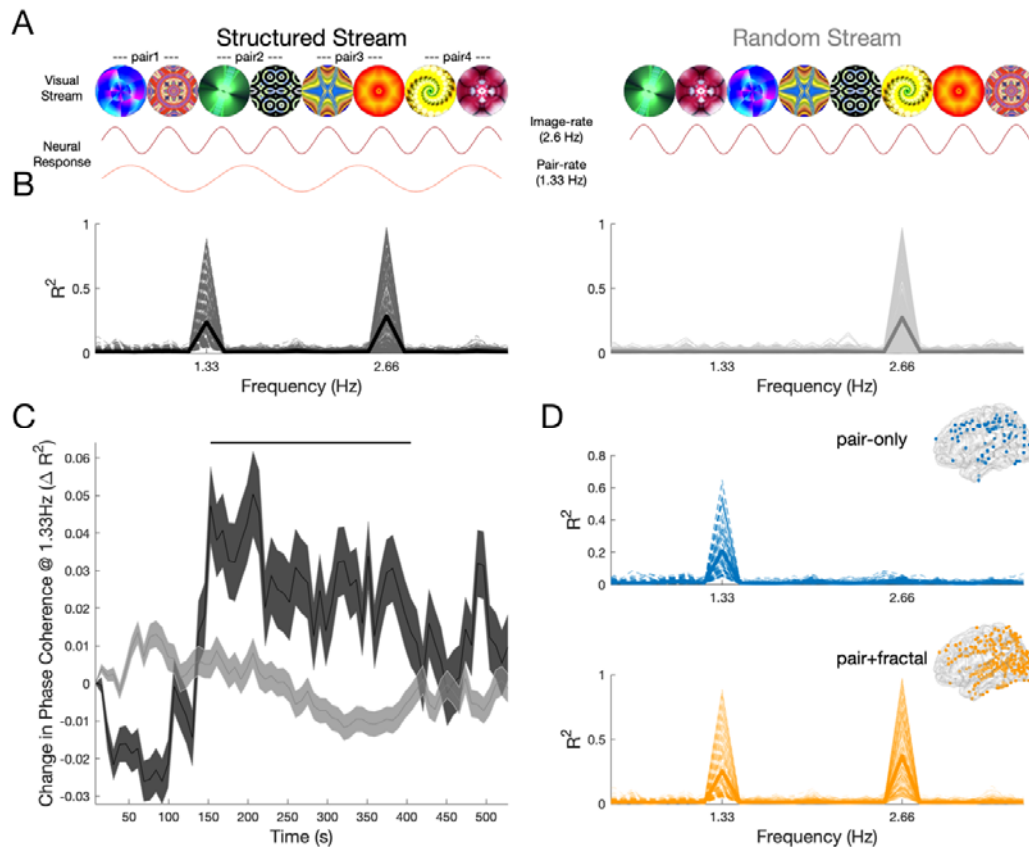 A
Structured Stream
Random Stream
--- pair1 --- --- pair2 --- --- pair3 --- --- pair4 ---
Visual
Stream
Image-rate
(2.6 Hz)
Neural
Response
Pair-rate
(1.33 Hz)
B
1
0.5
0
R²
1.33
2.66
Frequency (Hz)
1
0.5
0
1.33
2.66
Frequency (Hz)
C
0.06
0.05
0.04
0.03
0.02
0.01
0
-0.01
-0.02
-0.03
Change in Phase Coherence @ 1.33Hz (Δ R²)
50 100 150 200 250 300 350 400 450 500
Time (s)
D
pair-only
0.8
0.6
0.4
0.2
0
R²
1.33
2.66
pair+fractal
1
0.5
0
R²
1.33
2.66
Frequency (Hz)